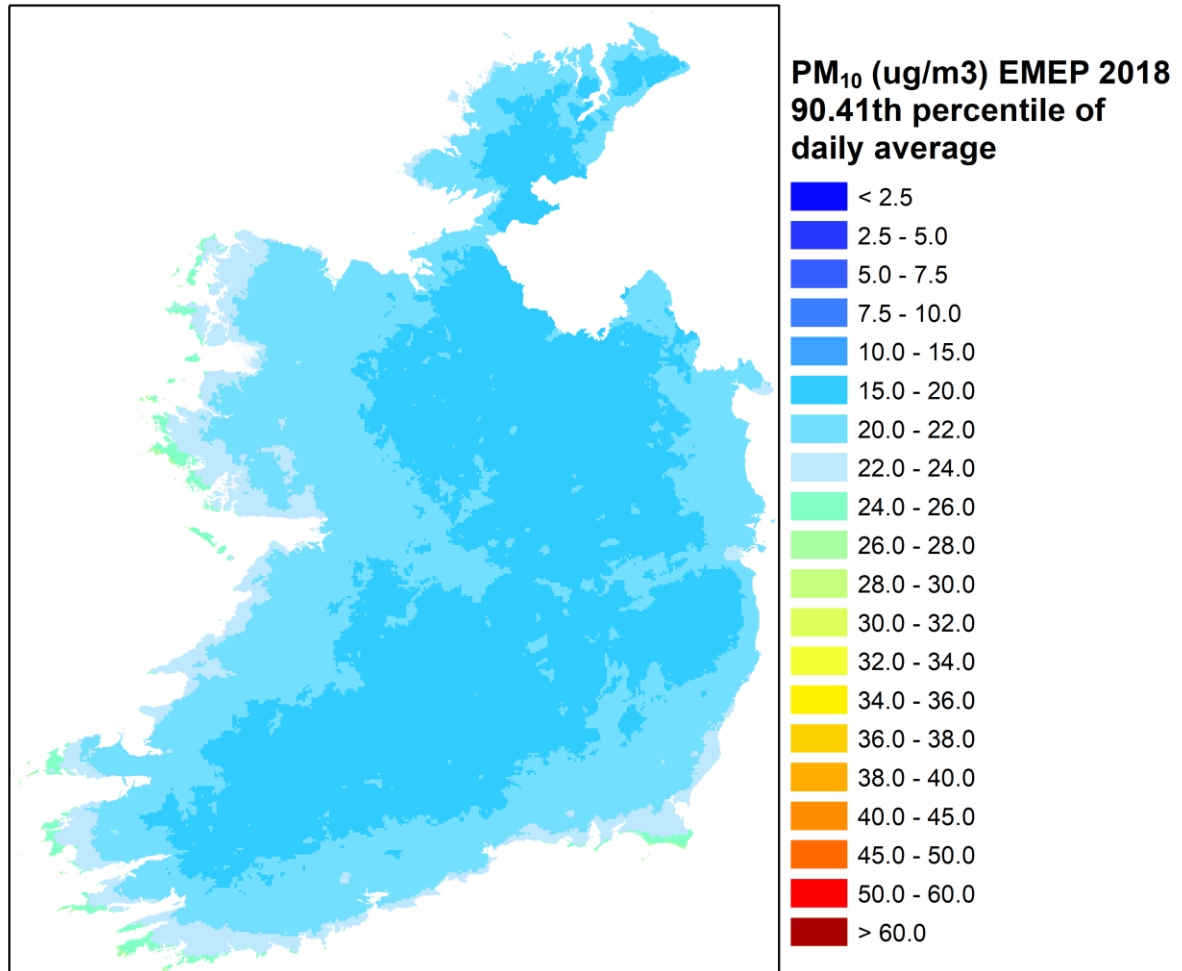 PM₁₀ (ug/m3) EMEP 2018
90.41th percentile of
daily average
< 2.5
2.5 - 5.0
5.0 - 7.5
7.5 - 10.0
10.0 - 15.0
15.0 - 20.0
20.0 - 22.0
22.0 - 24.0
24.0 - 26.0
26.0 - 28.0
28.0 - 30.0
30.0 - 32.0
32.0 - 34.0
34.0 - 36.0
36.0 - 38.0
38.0 - 40.0
40.0 - 45.0
45.0 - 50.0
50.0 - 60.0
> 60.0